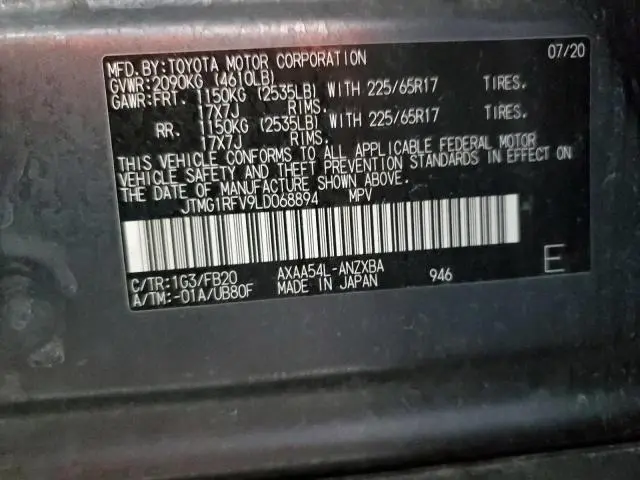 MFD. BY: TOYOTA MOTOR CORPORATION 07/20
GVWR: 2090KG (4610LB)
GAWR: FRT. 1150KG (2535LB) WITH 225/65R17 TIRES.
17X7J RIMS.
RR. 1150KG (2535LB) WITH 225/65R17 TIRES.
17X7J RIMS.
THIS VEHICLE CONFORMS TO ALL APPLICABLE FEDERAL MOTOR
VEHICLE SAFETY AND THEFT PREVENTION STANDARDS IN EFFECT ON
THE DATE OF MANUFACTURE SHOWN ABOVE.
JTMG1RFV9LD068894 MPV
C/TR: 1G3/FB20 AXAA54L-ANZXBA 946 E
A/TM: -01A/UB80F MADE IN JAPAN